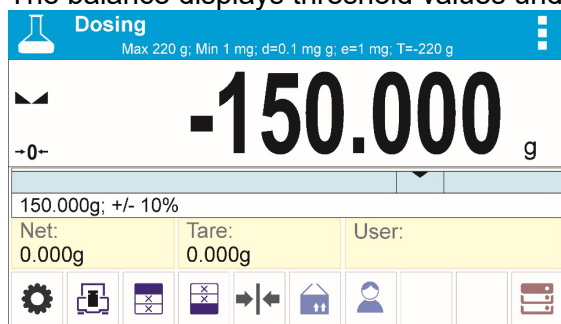 The balance displays threshold values und
Dosing
Max 220 g; Min 1 mg; d=0.1 mg g; e=1 mg; T=-220 g
-150.000 g
→0←
150.000g; +/- 10%
Net: Tare: User:
0.000g 0.000g